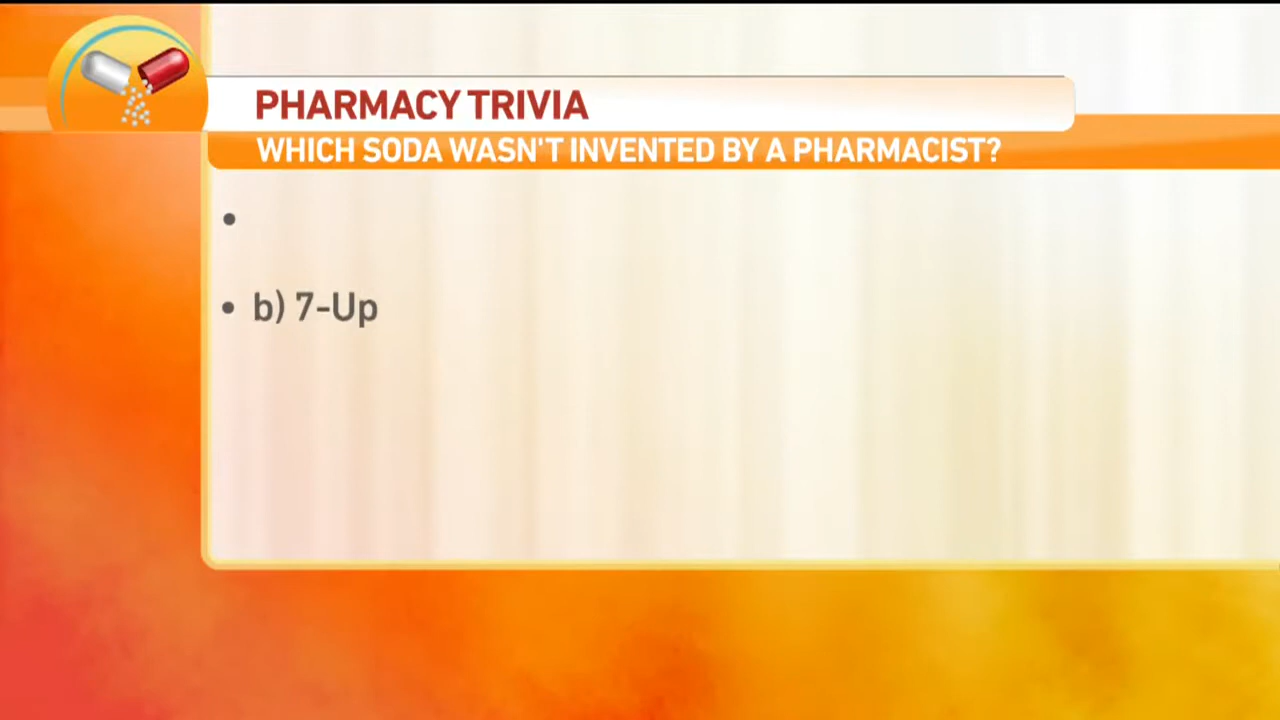 PHARMACY TRIVIA
WHICH SODA WASN'T INVENTED BY A PHARMACIST?
•
• b) 7-Up